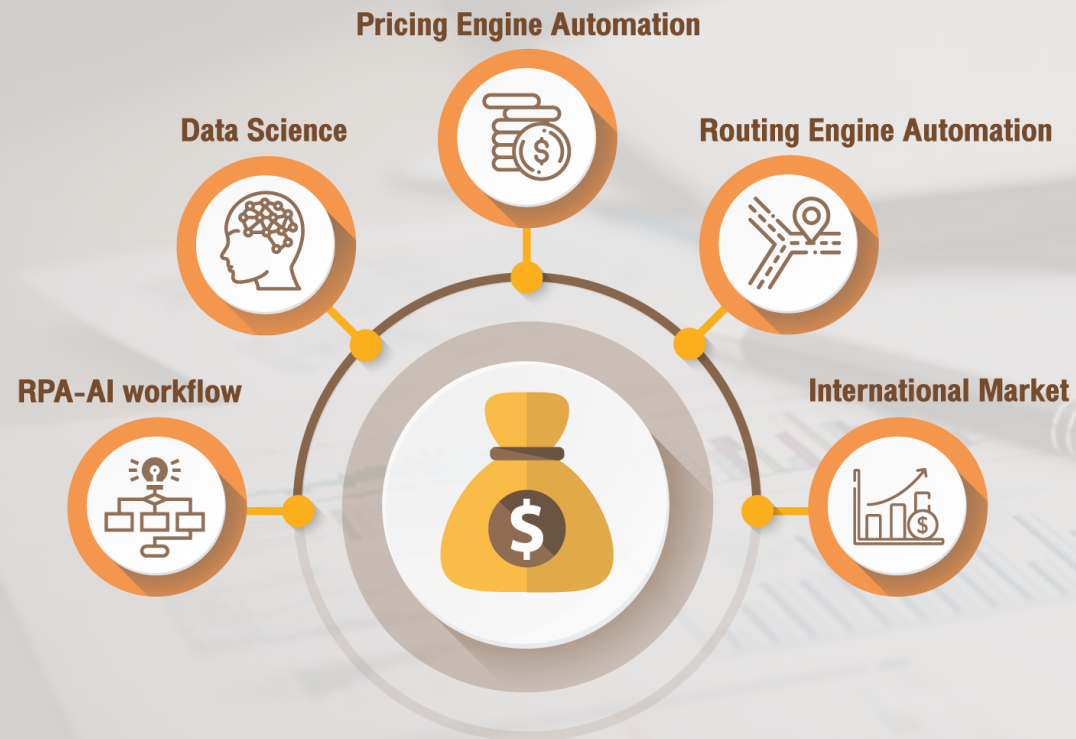 Pricing Engine Automation
Data Science
Routing Engine Automation
RPA-AI workflow
International Market
$
$
$